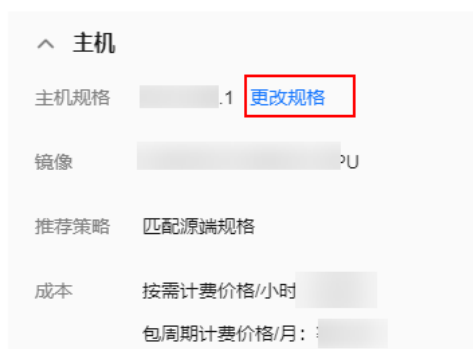 主机
主机规格 .1 更改规格
镜像 PU
推荐策略 匹配源端规格
成本 按需计费价格/小时
包周期计费价格/月：